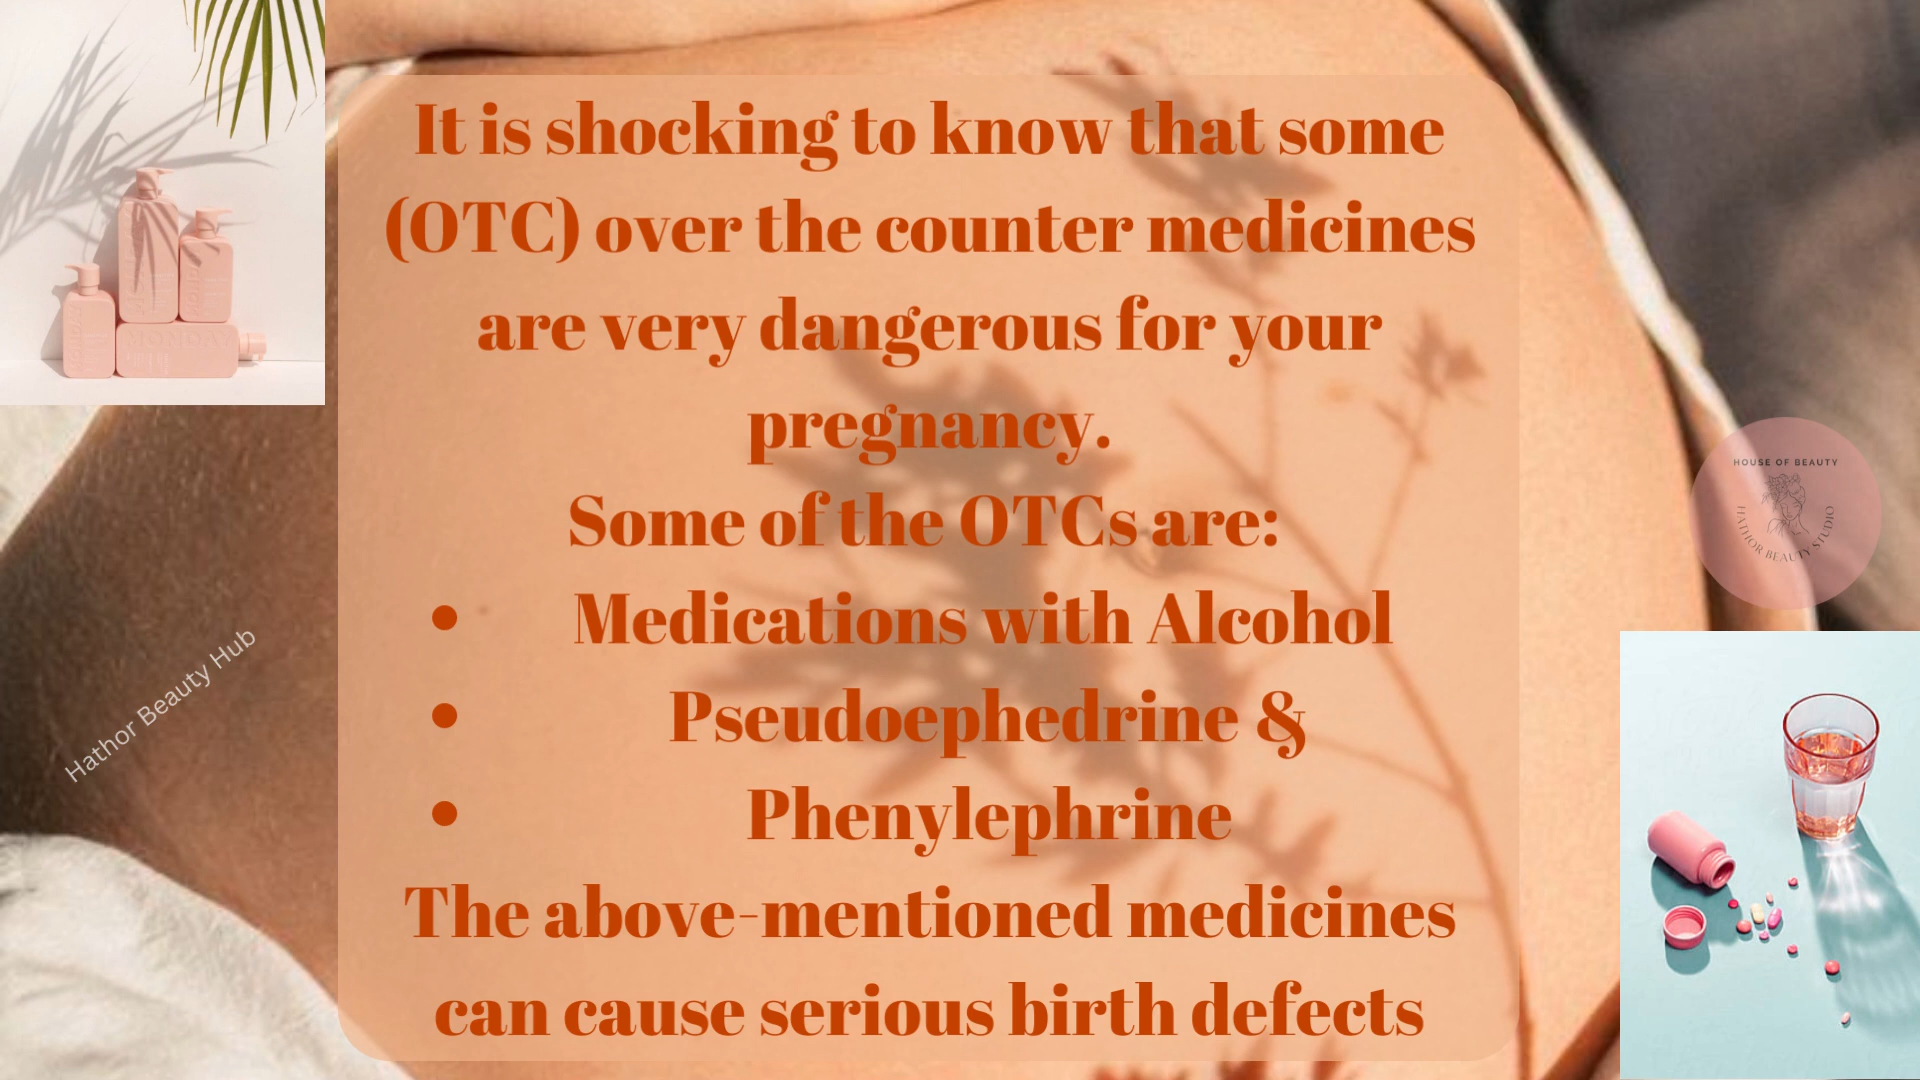 It is shocking to know that some
(OTC) over the counter medicines
are very dangerous for your
pregnancy.
Some of the OTCs are:
• Medications with Alcohol
• Pseudoephedrine &
• Phenylephrine
The above-mentioned medicines
can cause serious birth defects
Hathor Beauty Hub
HOUSE OF BEAUTY
HATHOR BEAUTY STUDIO
MONDAY